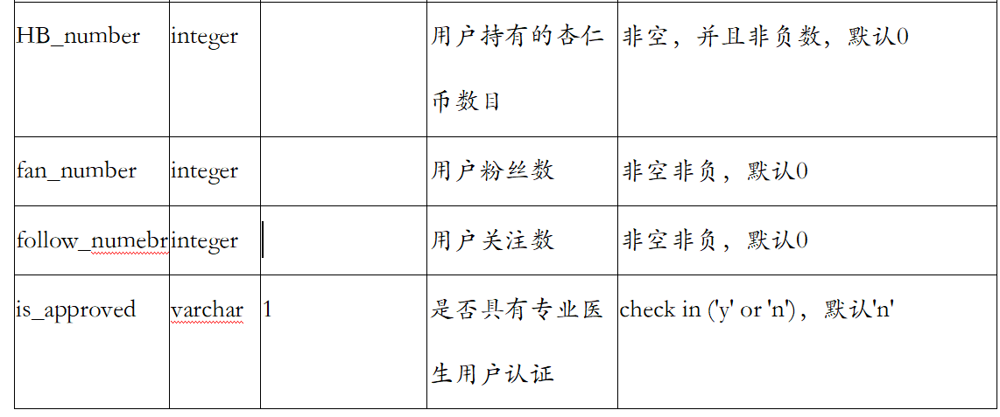 HB_number integer 用户持有的杏仁 非空，并且非负数，默认0
币数目
fan_number integer 用户粉丝数 非空非负，默认0
follow_numebr integer 用户关注数 非空非负，默认0
is_approved varchar 1 是否具有专业医 check in ('y' or 'n')，默认'n'
生用户认证